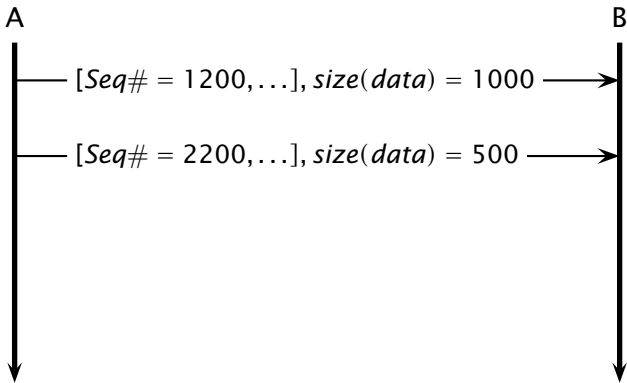 A B
[Seq# = 1200,...], size(data) = 1000
[Seq# = 2200,...], size(data) = 500